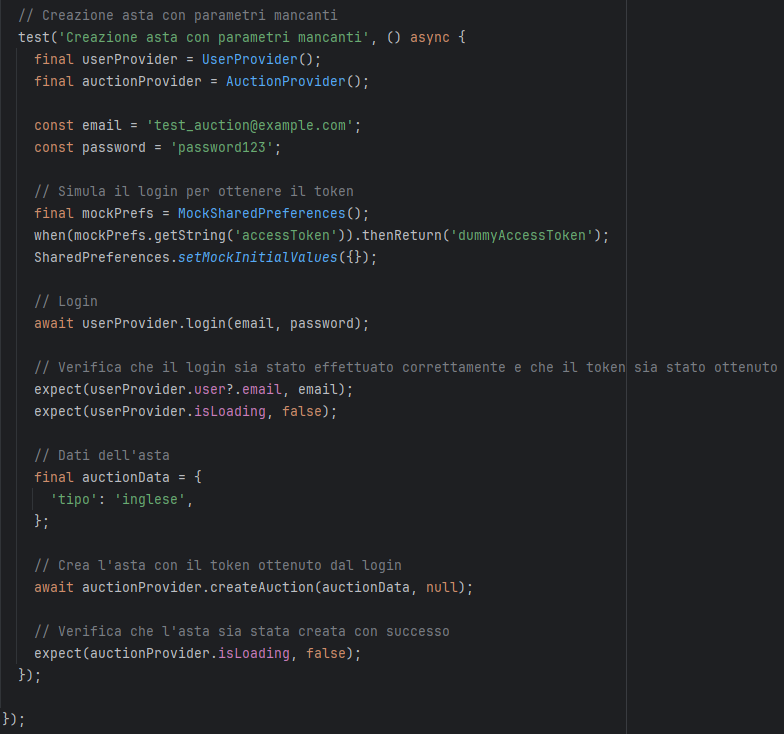 // Creazione asta con parametri mancanti
test('Creazione asta con parametri mancanti', () async {
final userProvider = UserProvider();
final auctionProvider = AuctionProvider();
const email = 'test_auction@example.com';
const password = 'password123';
// Simula il login per ottenere il token
final mockPrefs = MockSharedPreferences();
when(mockPrefs.getString('accessToken')).thenReturn('dummyAccessToken');
SharedPreferences.setMockInitialValues({});
// Login
await userProvider.login(email, password);
// Verifica che il login sia stato effettuato correttamente e che il token sia stato ottenuto
expect(userProvider.user?.email, email);
expect(userProvider.isLoading, false);
// Dati dell'asta
final auctionData = {
'tipo': 'inglese',
};
// Crea l'asta con il token ottenuto dal login
await auctionProvider.createAuction(auctionData, null);
// Verifica che l'asta sia stata creata con successo
expect(auctionProvider.isLoading, false);
});
});